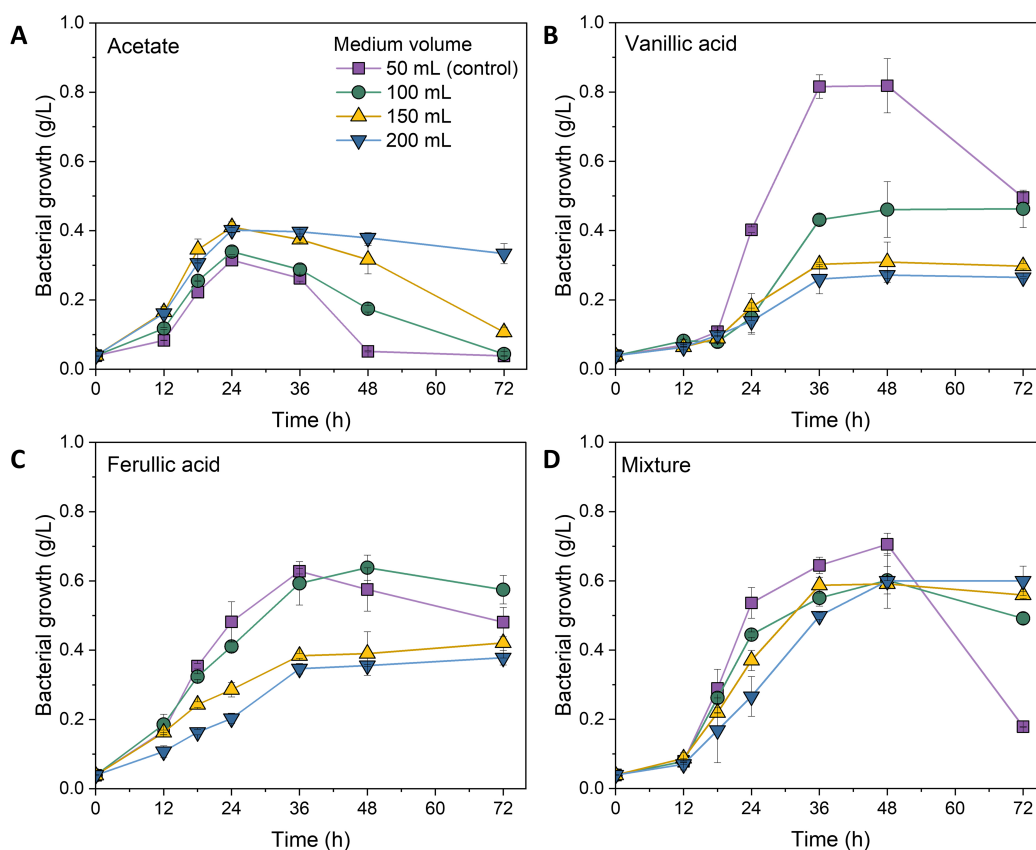 A
Acetate
Medium volume
50 mL (control)
100 mL
150 mL
200 mL
Bacterial growth (g/L)
1.0
0.8
0.6
0.4
0.2
0.0
0 12 24 36 48 60 72
Time (h)
B
Vanillic acid
Bacterial growth (g/L)
1.0
0.8
0.6
0.4
0.2
0.0
0 12 24 36 48 60 72
Time (h)
C
Ferullic acid
Bacterial growth (g/L)
1.0
0.8
0.6
0.4
0.2
0.0
0 12 24 36 48 60 72
Time (h)
D
Mixture
Bacterial growth (g/L)
1.0
0.8
0.6
0.4
0.2
0.0
0 12 24 36 48 60 72
Time (h)